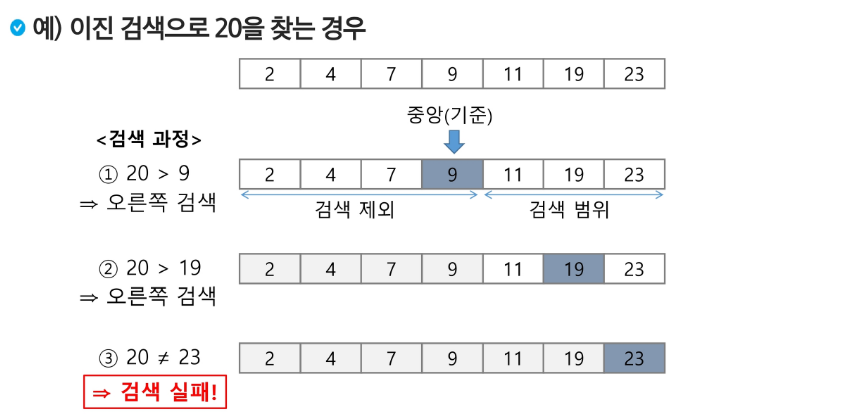 예) 이진 검색으로 20을 찾는 경우
2 4 7 9 11 19 23
중앙(기준)
<검색 과정>
① 20 > 9
2 4 7 9 11 19 23
⇒ 오른쪽 검색
검색 제외 검색 범위
② 20 > 19
2 4 7 9 11 19 23
⇒ 오른쪽 검색
③ 20 ≠ 23
2 4 7 9 11 19 23
⇒ 검색 실패!